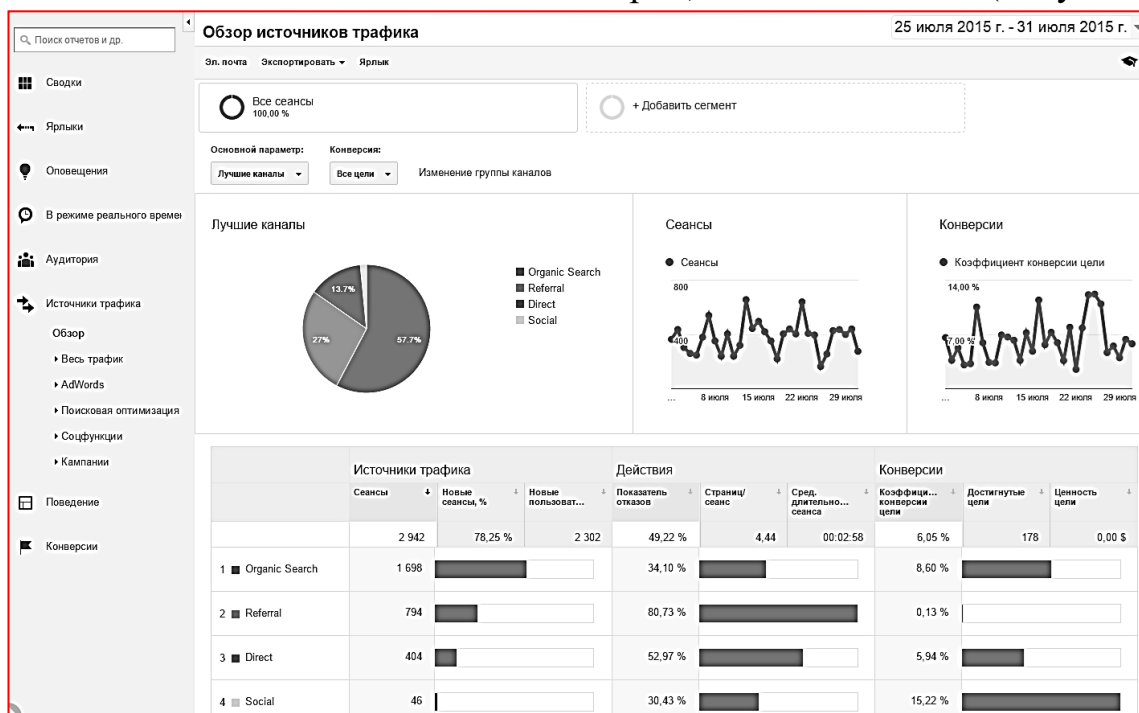 Обзор источников трафика
25 июля 2015 г. - 31 июля 2015 г.
Поиск отчетов и др.
Сводки
Ярлыки
Оповещения
В режиме реального времен
Аудитория
Источники трафика
Обзор
Весь трафик
AdWords
Поисковая оптимизация
Соцфункции
Кампании
Поведение
Конверсии
Эл. почта Экспортировать Ярлык
Все сеансы
100,00 %
+ Добавить сегмент
Основной параметр: Конверсия:
Лучшие каналы Все цели Изменение группы каналов
Лучшие каналы
13.7%
27%
57.7%
Organic Search
Referral
Direct
Social
Сеансы
Сеансы
800
400
... 8 июля 15 июля 22 июля 29 июля
Конверсии
Коэффициент конверсии цели
14,00 %
7,00 %
... 8 июля 15 июля 22 июля 29 июля
Источники трафика Действия Конверсии
Сеансы
Новые
сеансы, %
Новые
пользоват...
Показатель
отказов
Страниц/
сеанс
Сред.
длительно...
сеанса
Коэффици...
конверсии
цели
Достигнутые
цели
Ценность
цели
2 942 78,25 % 2 302 49,22 % 4,44 00:02:58 6,05 % 178 0,00 $
1 Organic Search 1 698 34,10 % 8,60 %
2 Referral 794 80,73 % 0,13 %
3 Direct 404 52,97 % 5,94 %
4 Social 46 30,43 % 15,22 %